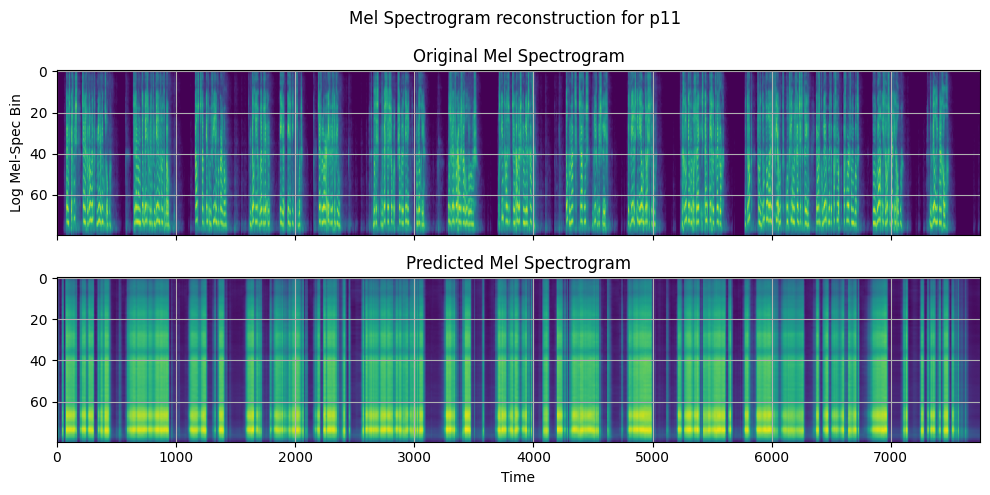 Mel Spectrogram reconstruction for p11
Original Mel Spectrogram
0
20
40
60
Log Mel-Spec Bin
Predicted Mel Spectrogram
0
20
40
60
0 1000 2000 3000 4000 5000 6000 7000
Time